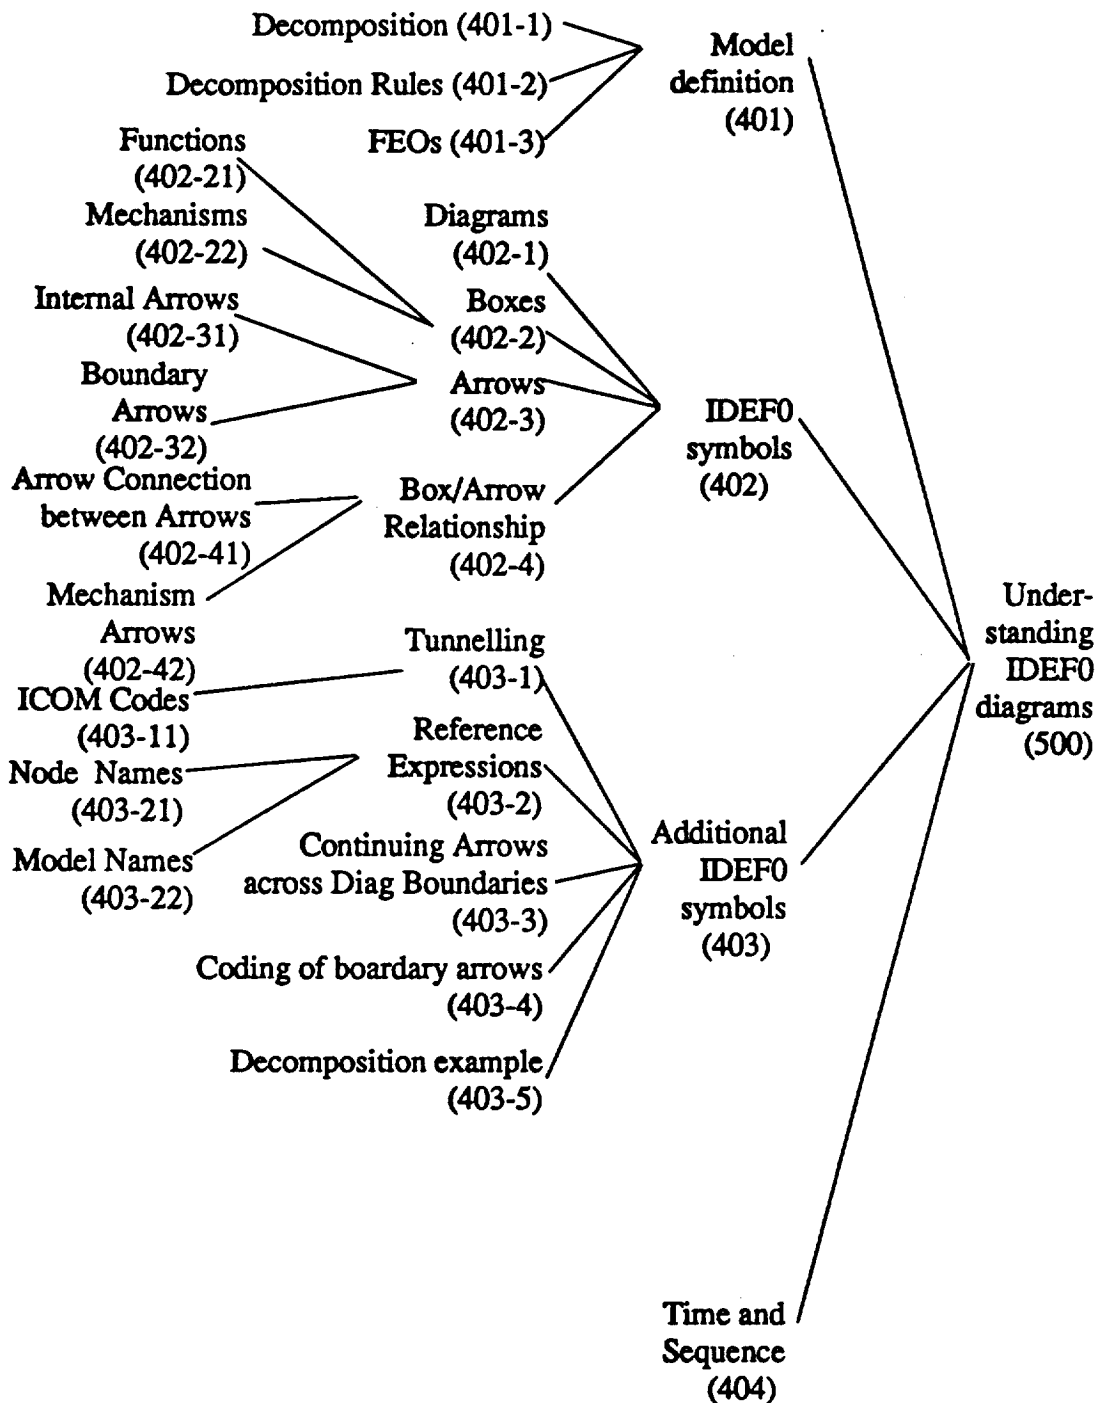 Decomposition (401-1)
Decomposition Rules (401-2)
FEOs (401-3)
Model
definition
(401)
Functions
(402-21)
Mechanisms
(402-22)
Internal Arrows
(402-31)
Boundary
Arrows
(402-32)
Arrow Connection
between Arrows
(402-41)
Mechanism
Arrows
(402-42)
Diagrams
(402-1)
Boxes
(402-2)
Arrows
(402-3)
Box/Arrow
Relationship
(402-4)
IDEF0
symbols
(402)
ICOM Codes
(403-11)
Node Names
(403-21)
Model Names
(403-22)
Tunnelling
(403-1)
Reference
Expressions
(403-2)
Continuing Arrows
across Diag Boundaries
(403-3)
Coding of boardary arrows
(403-4)
Decomposition example
(403-5)
Additional
IDEF0
symbols
(403)
Time and
Sequence
(404)
Under-
standing
IDEF0
diagrams
(500)